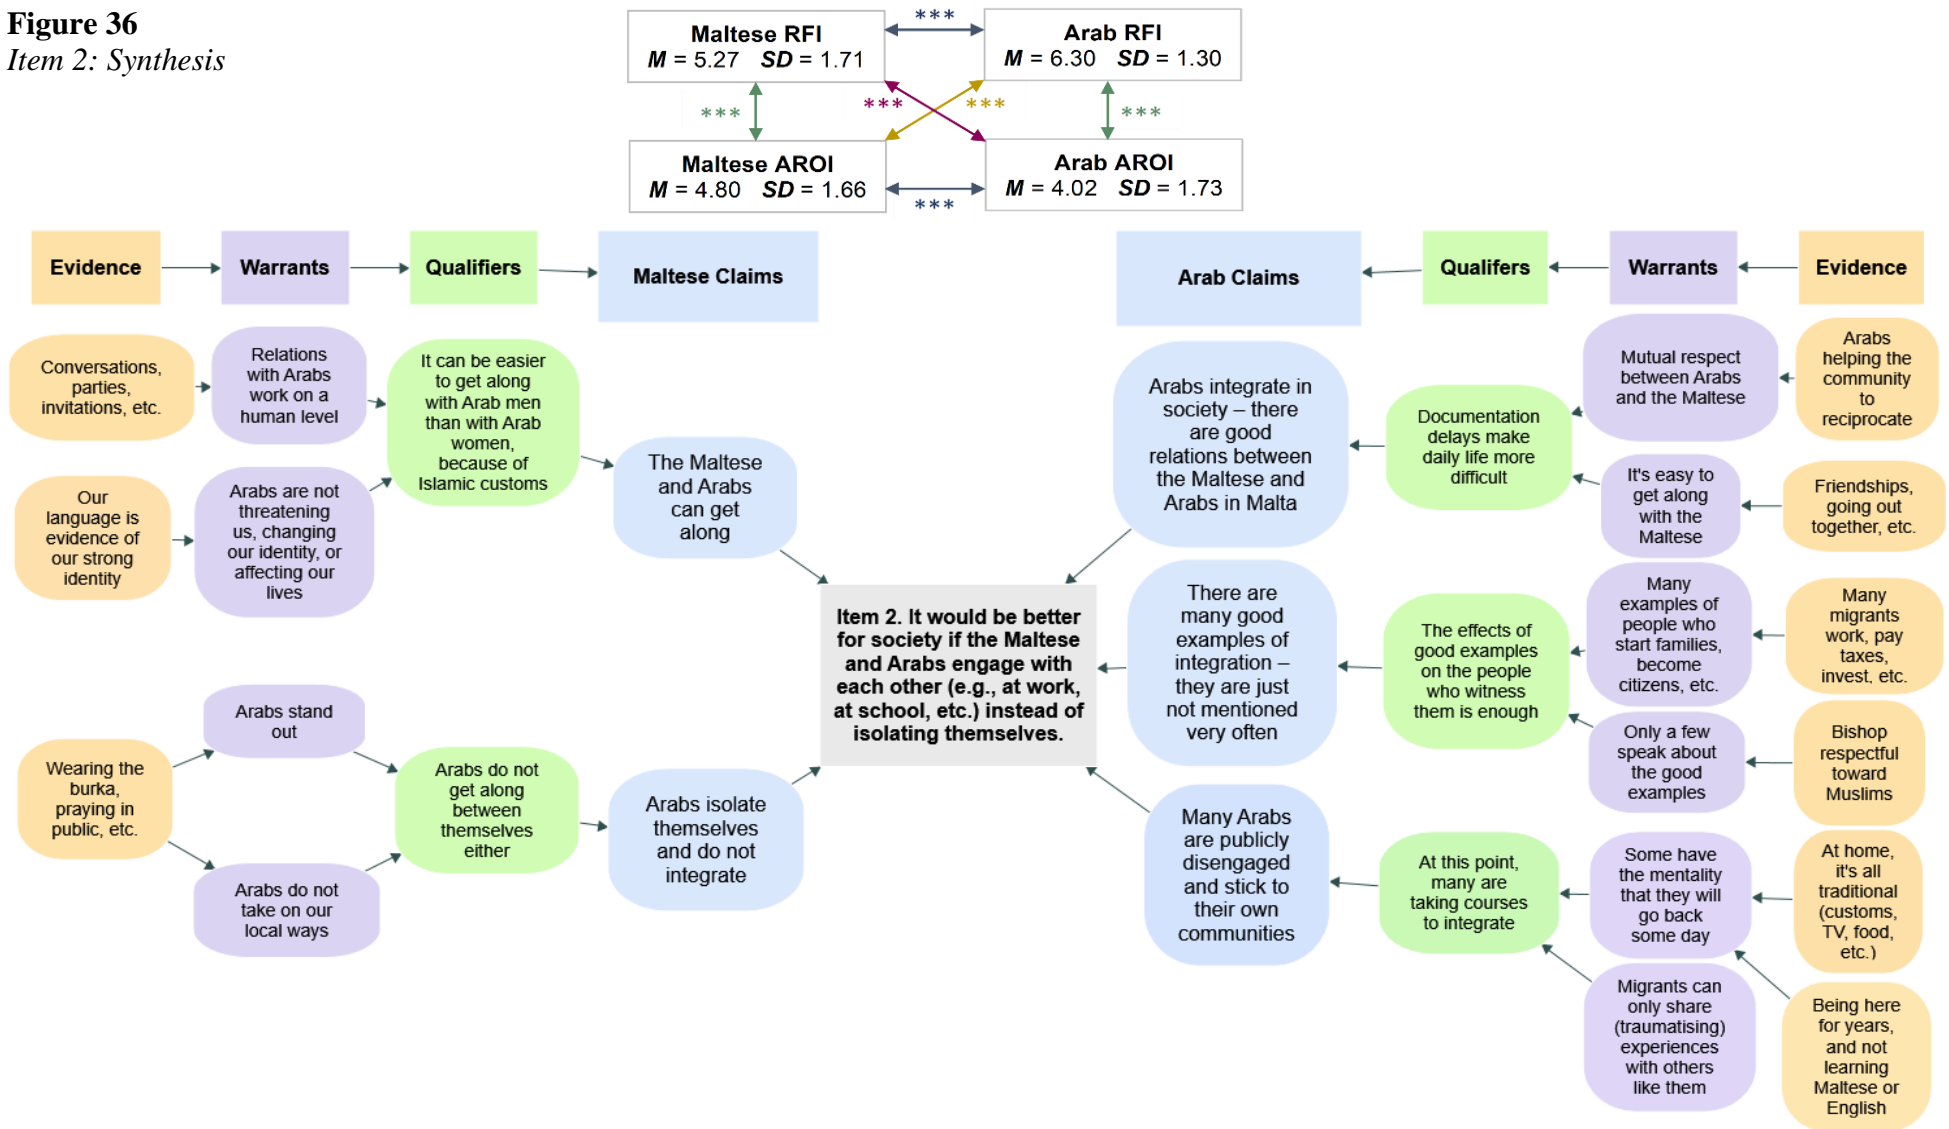 Figure 36
Item 2: Synthesis
Maltese RFI
M = 5.27 SD = 1.71
***
Arab RFI
M = 6.30 SD = 1.30
***
***
***
***
Maltese AROI
M = 4.80 SD = 1.66
***
Arab AROI
M = 4.02 SD = 1.73
Evidence
Warrants
Qualifiers
Maltese Claims
Arab Claims
Qualifers
Warrants
Evidence
Conversations,
parties,
invitations, etc.
Relations
with Arabs
work on a
human level
It can be easier
to get along
with Arab men
than with Arab
women,
because of
Islamic customs
Our
language is
evidence of
our strong
identity
Arabs are not
threatening
us, changing
our identity, or
affecting our
lives
The Maltese
and Arabs
can get
along
Wearing the
burka,
praying in
public, etc.
Arabs stand
out
Arabs do not
take on our
local ways
Arabs do not
get along
between
themselves
either
Arabs isolate
themselves
and do not
integrate
Item 2. It would be better
for society if the Maltese
and Arabs engage with
each other (e.g., at work,
at school, etc.) instead of
isolating themselves.
Arabs integrate in
society – there
are good
relations between
the Maltese and
Arabs in Malta
Documentation
delays make
daily life more
difficult
Mutual respect
between Arabs
and the Maltese
Arabs
helping the
community
to
reciprocate
It's easy to
get along
with the
Maltese
Friendships,
going out
together, etc.
There are
many good
examples of
integration –
they are just
not mentioned
very often
The effects of
good examples
on the people
who witness
them is enough
Many
examples of
people who
start families,
become
citizens, etc.
Many
migrants
work, pay
taxes,
invest, etc.
Only a few
speak about
the good
examples
Bishop
respectful
toward
Muslims
Many Arabs
are publicly
disengaged
and stick to
their own
communities
At this point,
many are
taking courses
to integrate
Some have
the mentality
that they will
go back
some day
At home,
it's all
traditional
(customs,
TV, food,
etc.)
Migrants can
only share
(traumatising)
experiences
with others
like them
Being here
for years,
and not
learning
Maltese or
English